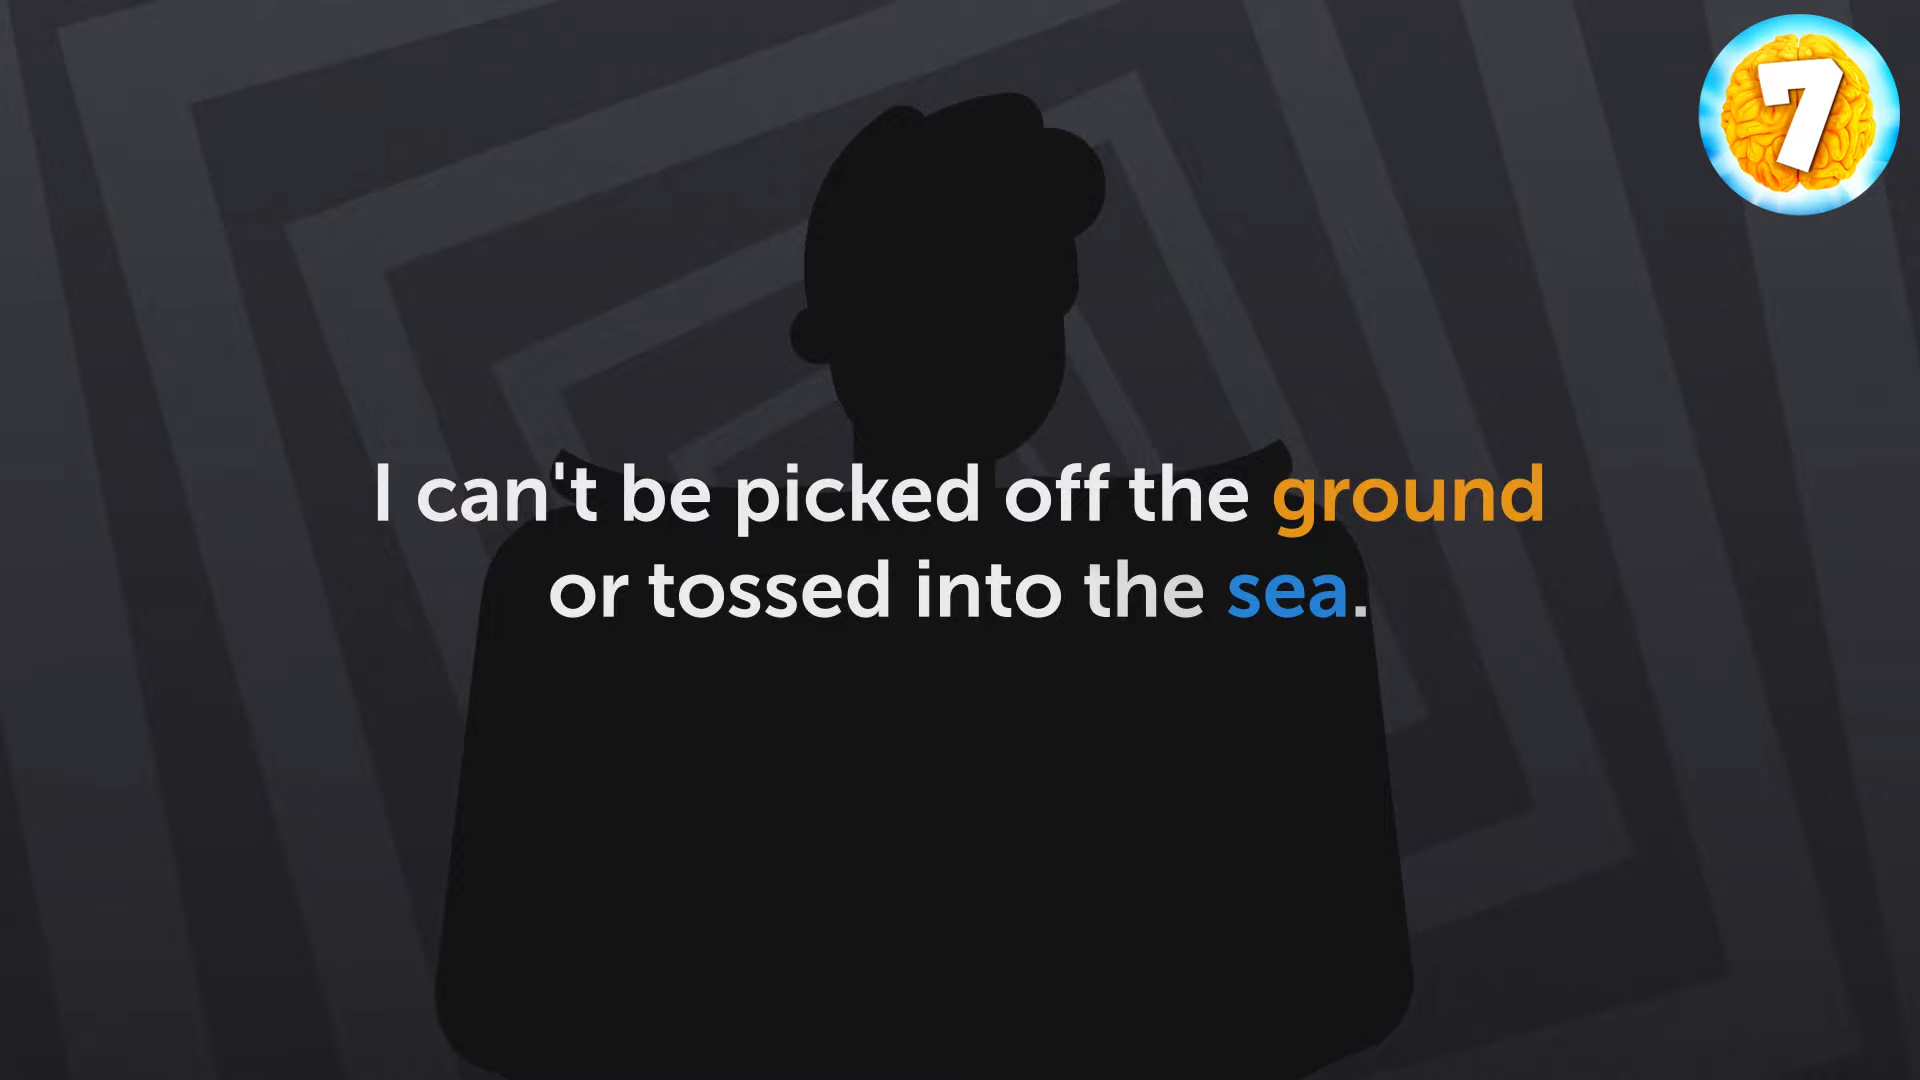 7
I can't be picked off the ground
or tossed into the sea.